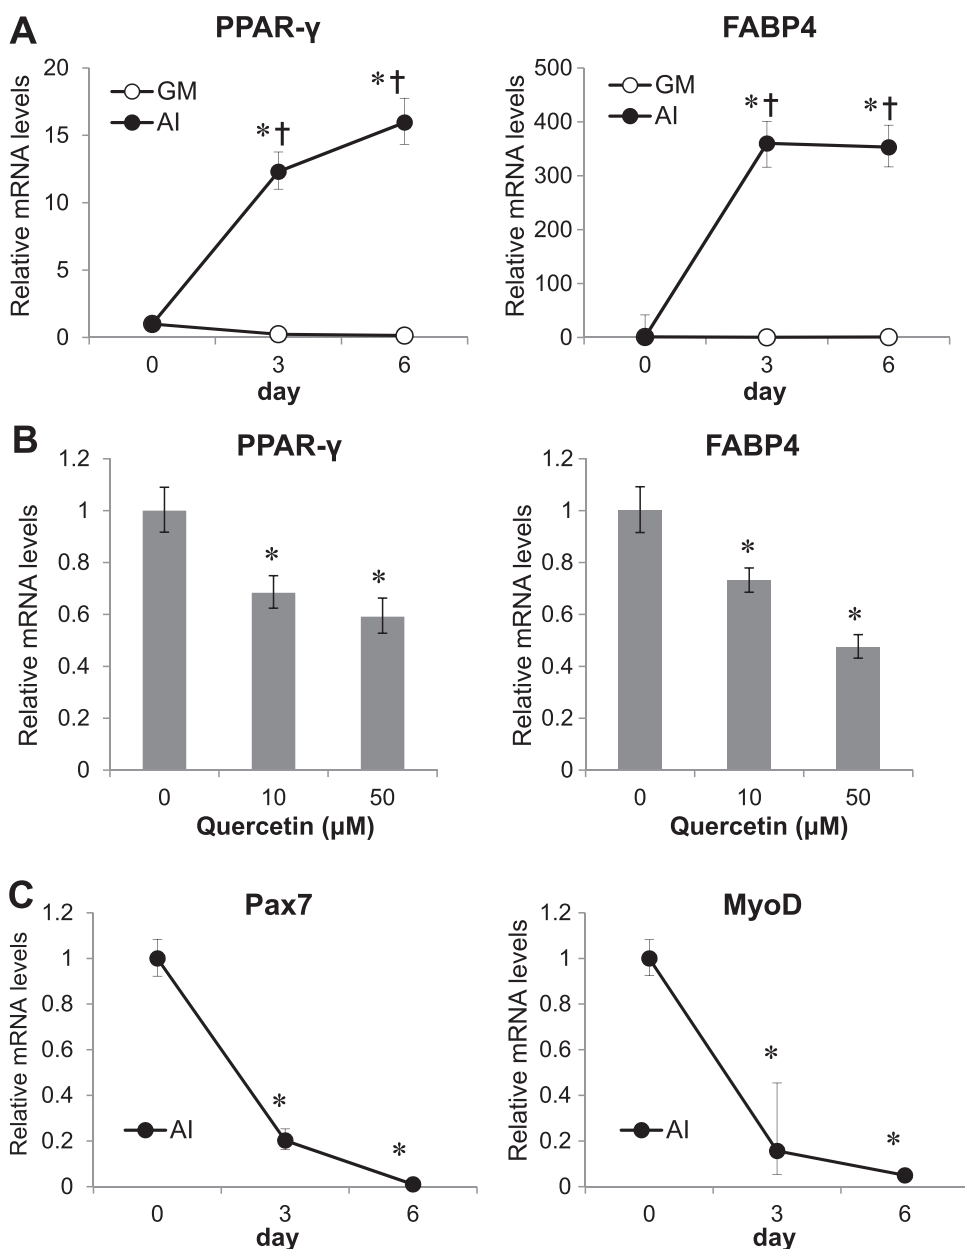 A
PPAR-γ
FABP4
Relative mRNA levels
20
15
10
5
0
GM
AI
*†
*†
0
3
6
day
Relative mRNA levels
500
400
300
200
100
0
GM
AI
*†
*†
0
3
6
day
B
PPAR-γ
FABP4
Relative mRNA levels
1.2
1
0.8
0.6
0.4
0.2
0
*
*
0
10
50
Quercetin (μM)
Relative mRNA levels
1.2
1
0.8
0.6
0.4
0.2
0
*
*
0
10
50
Quercetin (μM)
C
Pax7
MyoD
Relative mRNA levels
1.2
1
0.8
0.6
0.4
0.2
0
*
*
AI
0
3
6
day
Relative mRNA levels
1.2
1
0.8
0.6
0.4
0.2
0
*
*
AI
0
3
6
day